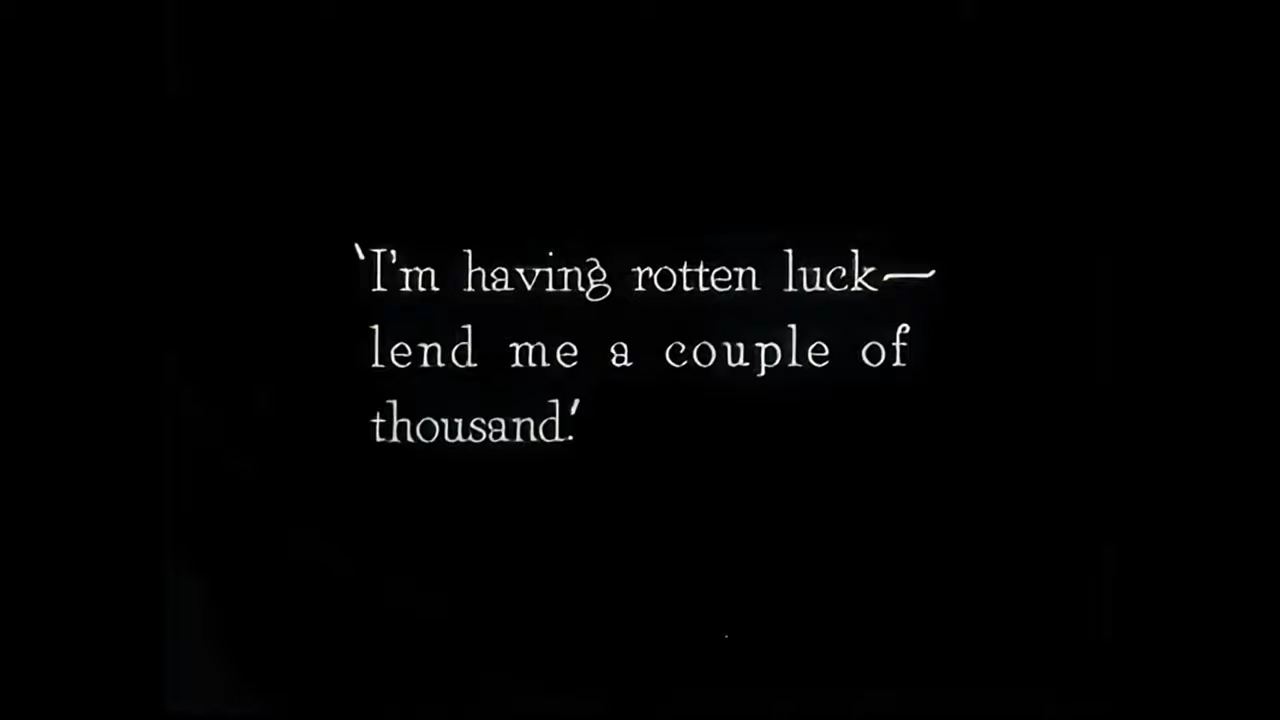 ‘I'm having rotten luck—
lend me a couple of
thousand.’